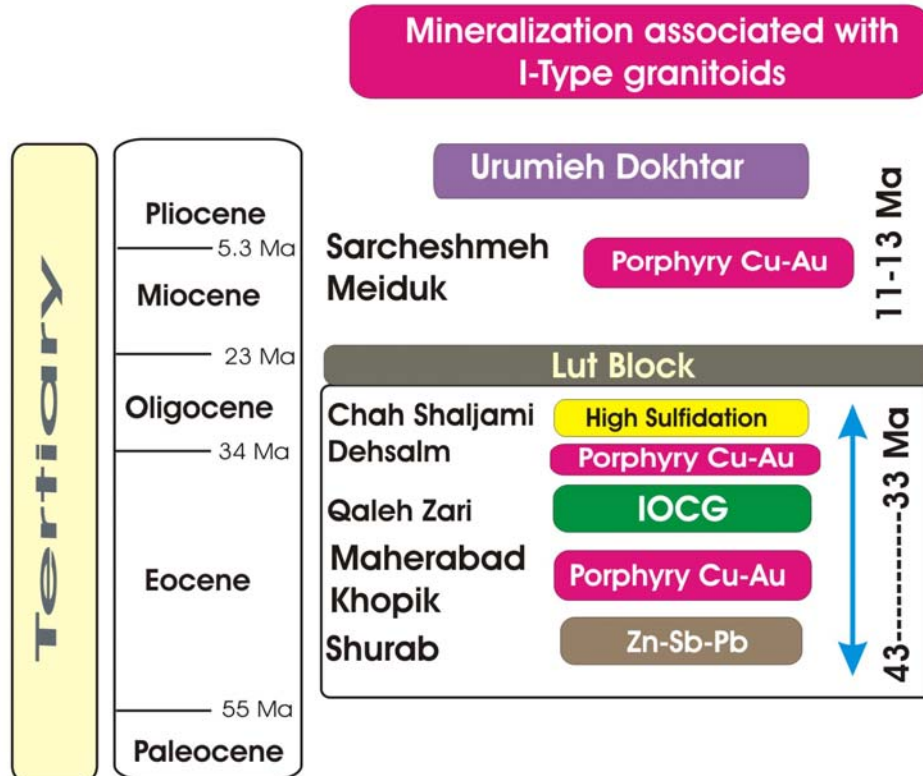 Mineralization associated with
I-Type granitoids
Tertiary
Pliocene
5.3 Ma
Miocene
23 Ma
Oligocene
34 Ma
Eocene
55 Ma
Paleocene
Urumieh Dokhtar
Sarcheshmeh
Meiduk
Porphyry Cu-Au
11-13 Ma
Lut Block
Chah Shaljami
High Sulfidation
Dehsalm
Porphyry Cu-Au
Qaleh Zari
IOCG
Maherabad
Khopik
Porphyry Cu-Au
Shurab
Zn-Sb-Pb
43----------33 Ma